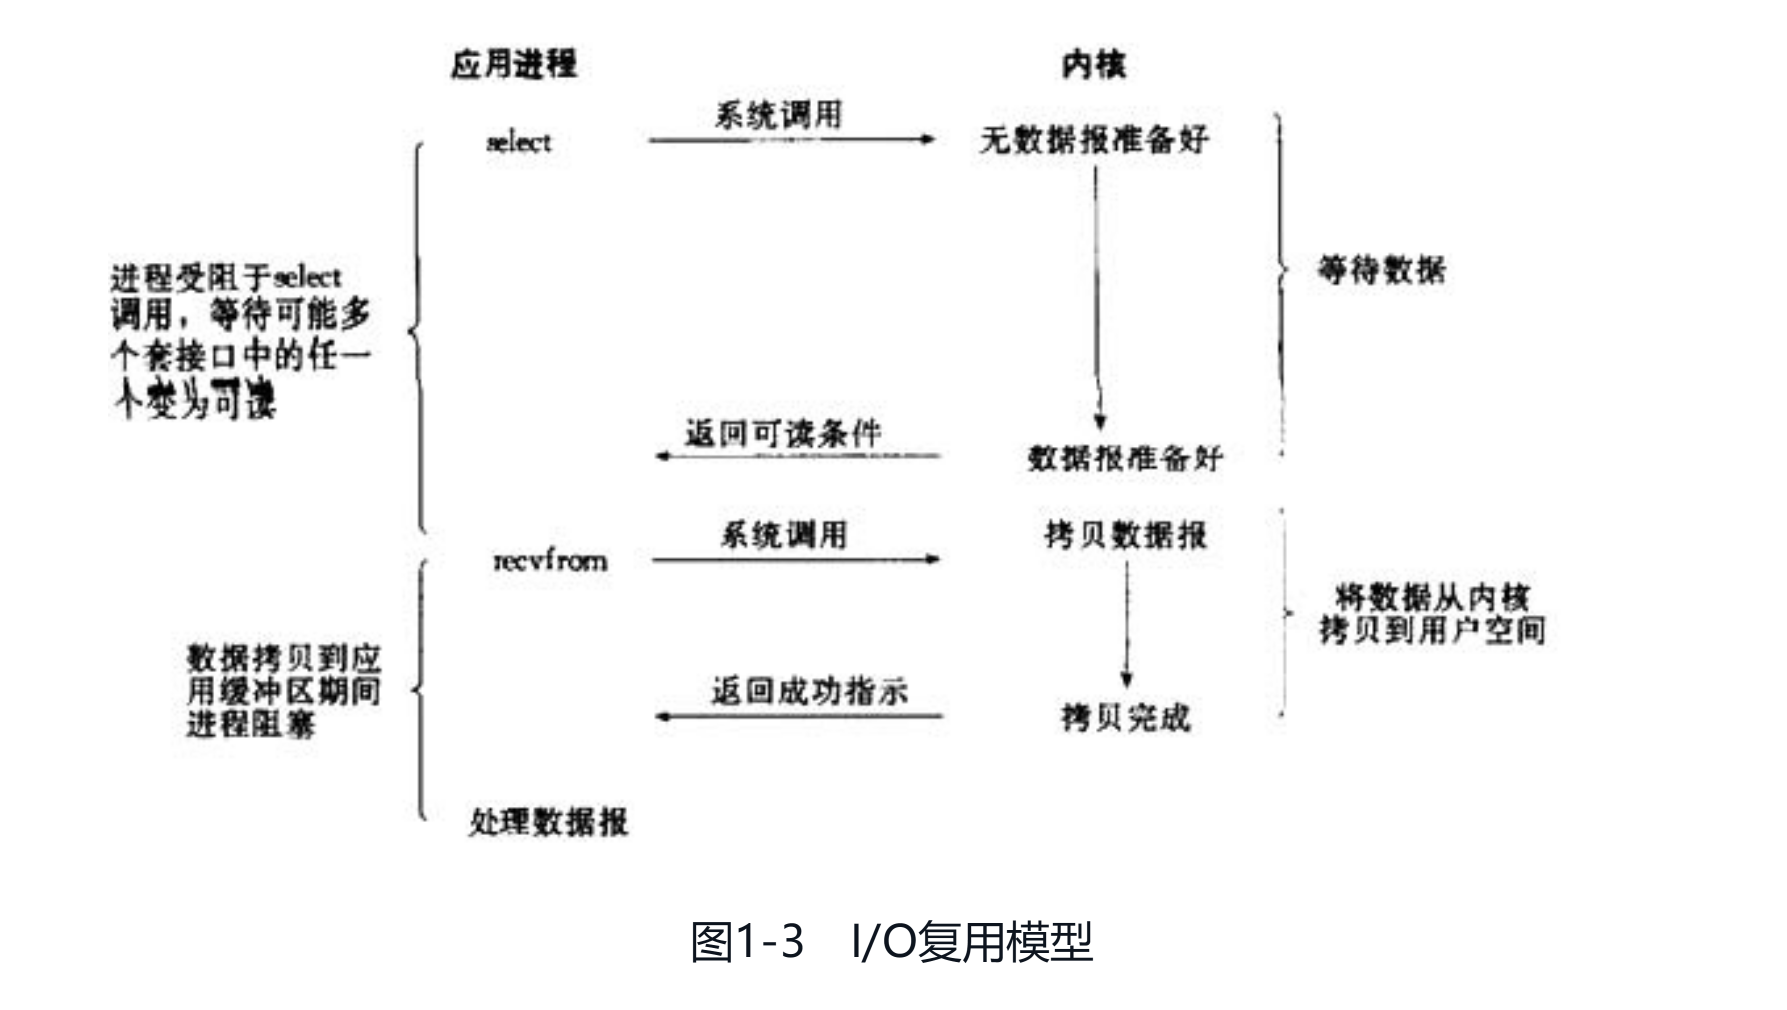 应用进程
内核
系统调用
select
无数据报准备好
进程受阻于select
调用，等待可能多
个套接口中的任一
个变为可读
等待数据
返回可读条件
数据报准备好
系统调用
recvfrom
拷贝数据报
将数据从内核
拷贝到用户空间
数据拷贝到应
用缓冲区期间
进程阻塞
返回成功指示
拷贝完成
处理数据报
图1-3 I/O复用模型